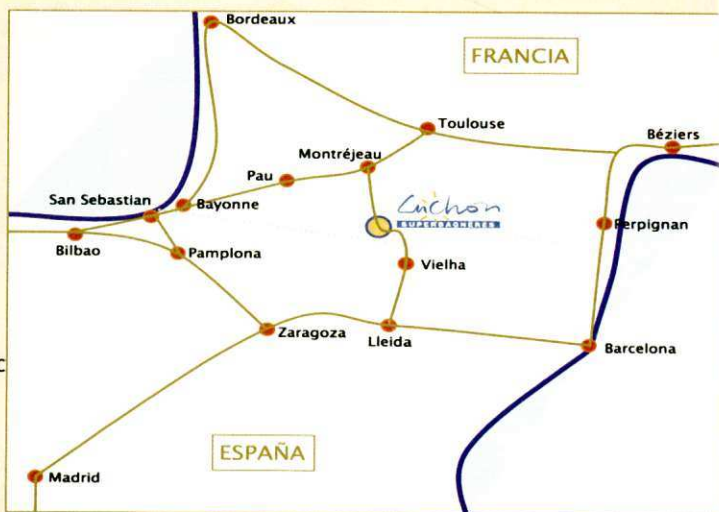 Bordeaux
FRANCIA
Toulouse
Béziers
Montréjeau
Pau
San Sebastian
Bayonne
Luchon
SUPERBAGNERES
Perpignan
Bilbao
Pamplona
Vielha
Zaragoza
Lleida
Barcelona
ESPAÑA
Madrid